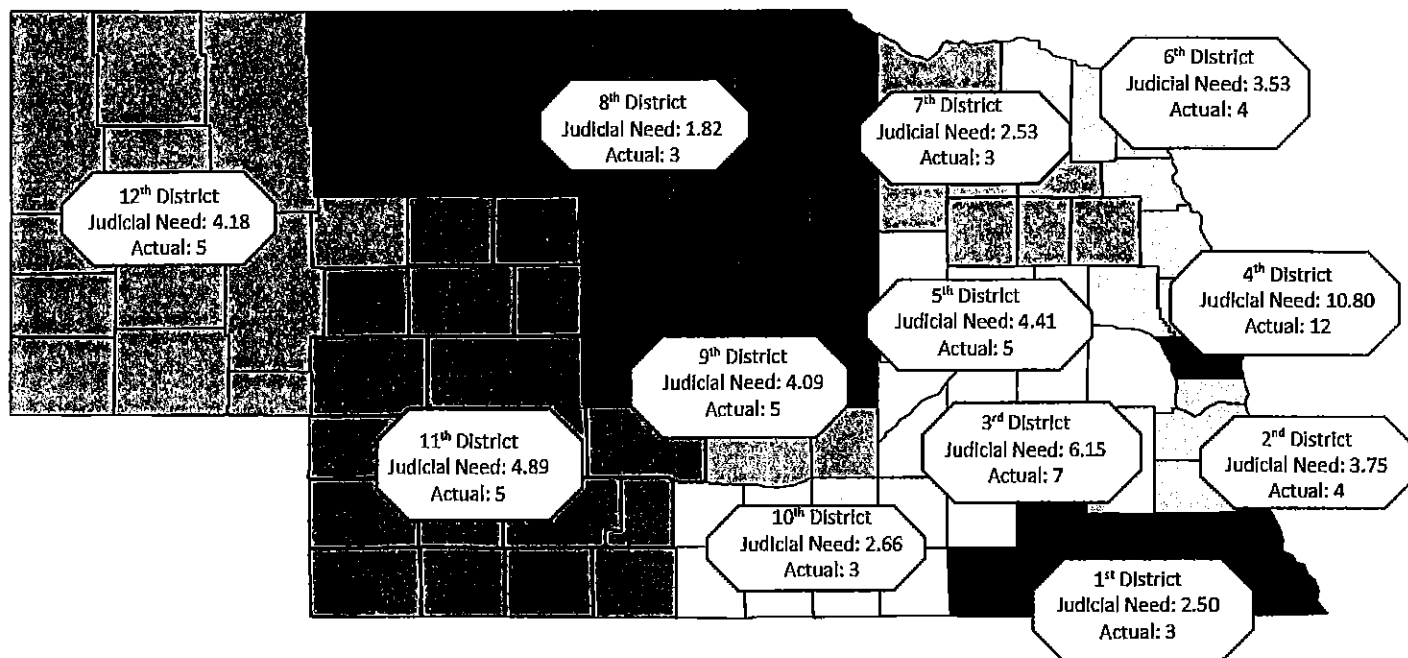 6th District
Judicial Need: 3.53
Actual: 4
8th District
Judicial Need: 1.82
Actual: 3
7th District
Judicial Need: 2.53
Actual: 3
12th District
Judicial Need: 4.18
Actual: 5
4th District
Judicial Need: 10.80
Actual: 12
5th District
Judicial Need: 4.41
Actual: 5
9th District
Judicial Need: 4.09
Actual: 5
3rd District
Judicial Need: 6.15
Actual: 7
2nd District
Judicial Need: 3.75
Actual: 4
11th District
Judicial Need: 4.89
Actual: 5
10th District
Judicial Need: 2.66
Actual: 3
1st District
Judicial Need: 2.50
Actual: 3